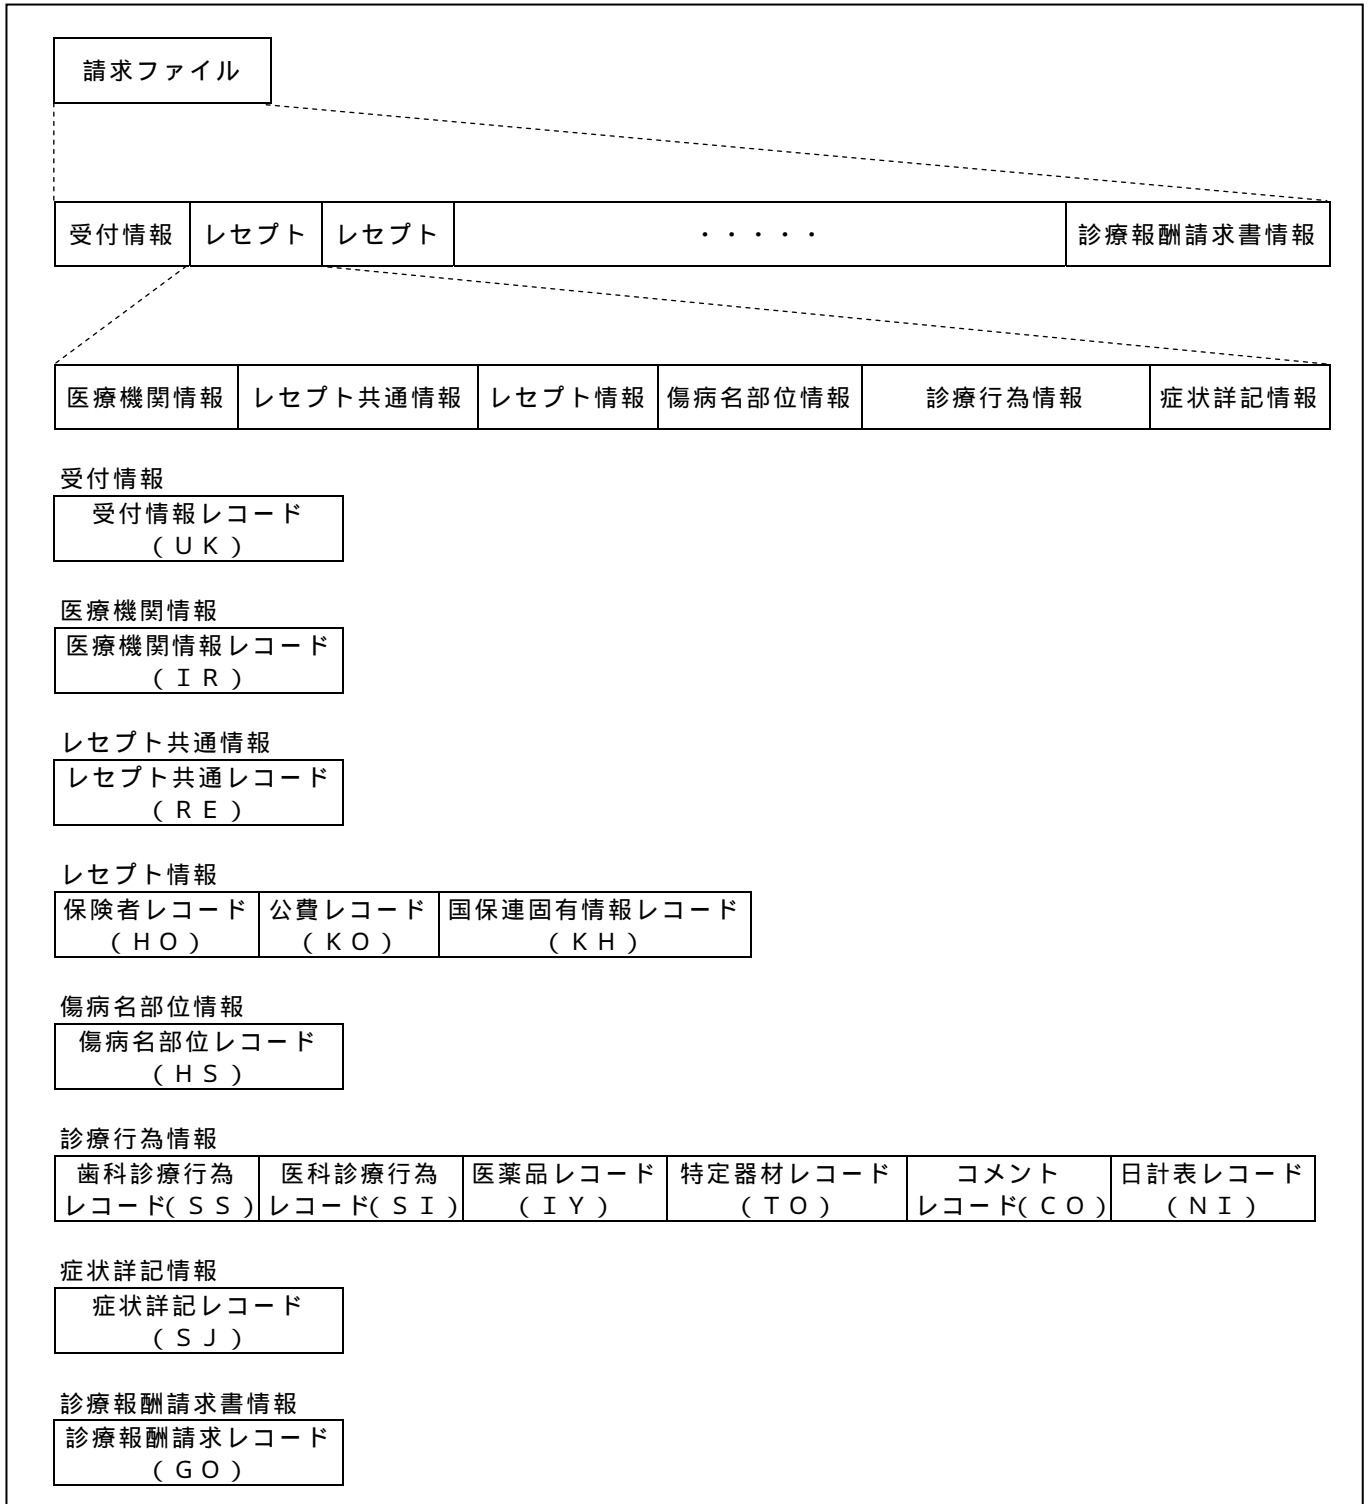 請求ファイル
受付情報 レセプト レセプト ・・・・・ 診療報酬請求書情報
医療機関情報 レセプト共通情報 レセプト情報 傷病名部位情報 診療行為情報 症状詳記情報
受付情報
受付情報レコード
(UK)
医療機関情報
医療機関情報レコード
(IR)
レセプト共通情報
レセプト共通レコード
(RE)
レセプト情報
保険者レコード 公費レコード 国保連固有情報レコード
(HO) (KO) (KH)
傷病名部位情報
傷病名部位レコード
(HS)
診療行為情報
歯科診療行為 医科診療行為 医薬品レコード 特定器材レコード コメント 日計表レコード
レコード(SS) レコード(SI) (IY) (TO) レコード(CO) (NI)
症状詳記情報
症状詳記レコード
(SJ)
診療報酬請求書情報
診療報酬請求レコード
(GO)